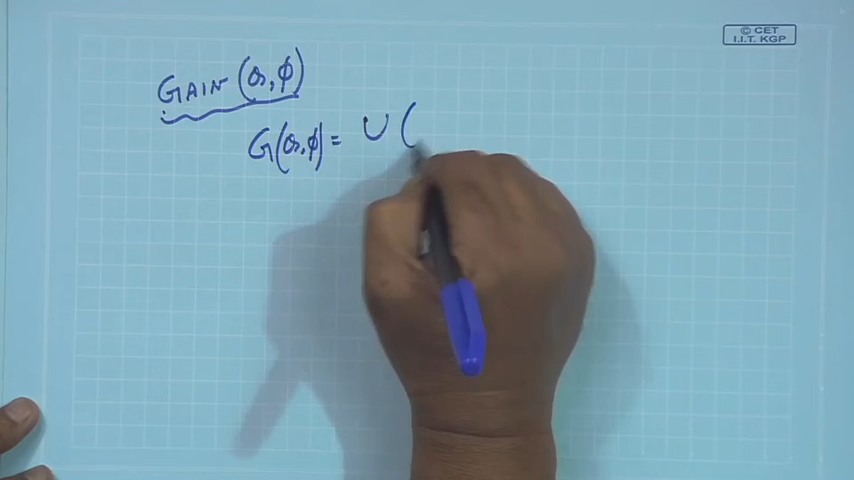 © CET
I.I.T. KGP
GAIN (θ, φ)
G(θ, φ) = U (